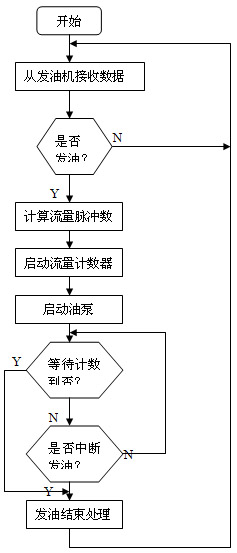 开始
从发油机接收数据
是否
发油？
N
Y
计算流量脉冲数
启动流量计数器
启动油泵
等待计数
到否？
Y
N
是否中断
发油？
N
Y
发油结束处理